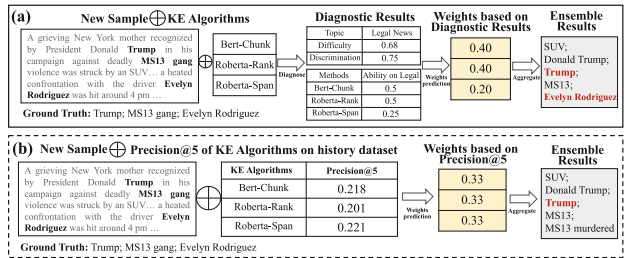 (a) New Sample ⊕ KE Algorithms
A grieving New York mother recognized
by President Donald Trump in his
campaign against deadly MS13 gang
violence was struck by an SUV… a heated
confrontation with the driver Evelyn
Rodriguez was hit around 4 pm …
Ground Truth: Trump; MS13 gang; Evelyn Rodriguez
Bert-Chunk
Roberta-Rank
Roberta-Span
Diagnose
Diagnostic Results
Topic Legal News
Difficulty 0.68
Discrimination 0.75
Methods Ability on Legal
Bert-Chunk 0.5
Roberta-Rank 0.5
Roberta-Span 0.25
Weights prediction
Weights based on
Diagnostic Results
0.40
0.40
0.20
Aggregate
Ensemble
Results
SUV;
Donald Trump;
Trump;
MS13;
Evelyn Rodriguez
(b) New Sample ⊕ Precision@5 of KE Algorithms on history dataset
A grieving New York mother recognized
by President Donald Trump in his
campaign against deadly MS13 gang
violence was struck by an SUV… a heated
confrontation with the driver Evelyn
Rodriguez was hit around 4 pm …
Ground Truth: Trump; MS13 gang; Evelyn Rodriguez
KE Algorithms Precision@5
Bert-Chunk 0.218
Roberta-Rank 0.201
Roberta-Span 0.221
Weights
prediction
Weights based on
Precision@5
0.33
0.33
0.33
Aggregate
Ensemble
Results
SUV;
Donald Trump;
Trump;
MS13;
MS13 murdered